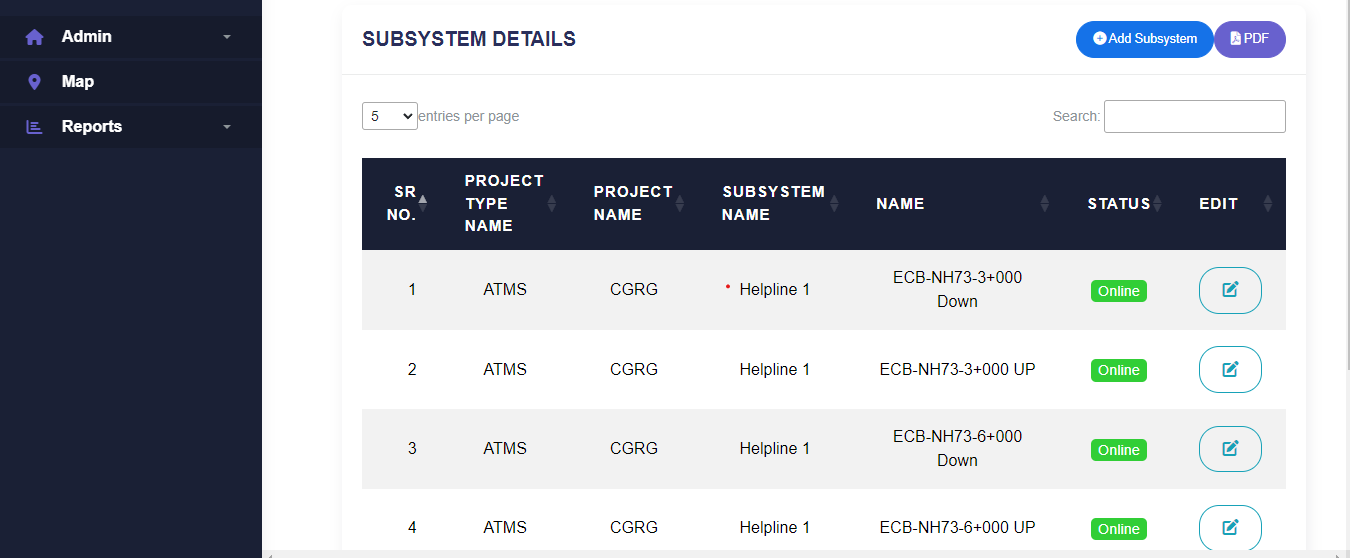 Admin
Map
Reports
SUBSYSTEM DETAILS
Add Subsystem PDF
5 entries per page
Search:
SR NO. PROJECT TYPE NAME PROJECT NAME SUBSYSTEM NAME NAME STATUS EDIT
1 ATMS CGRG Helpline 1 ECB-NH73-3+000 Down Online
2 ATMS CGRG Helpline 1 ECB-NH73-3+000 UP Online
3 ATMS CGRG Helpline 1 ECB-NH73-6+000 Down Online
4 ATMS CGRG Helpline 1 ECB-NH73-6+000 UP Online